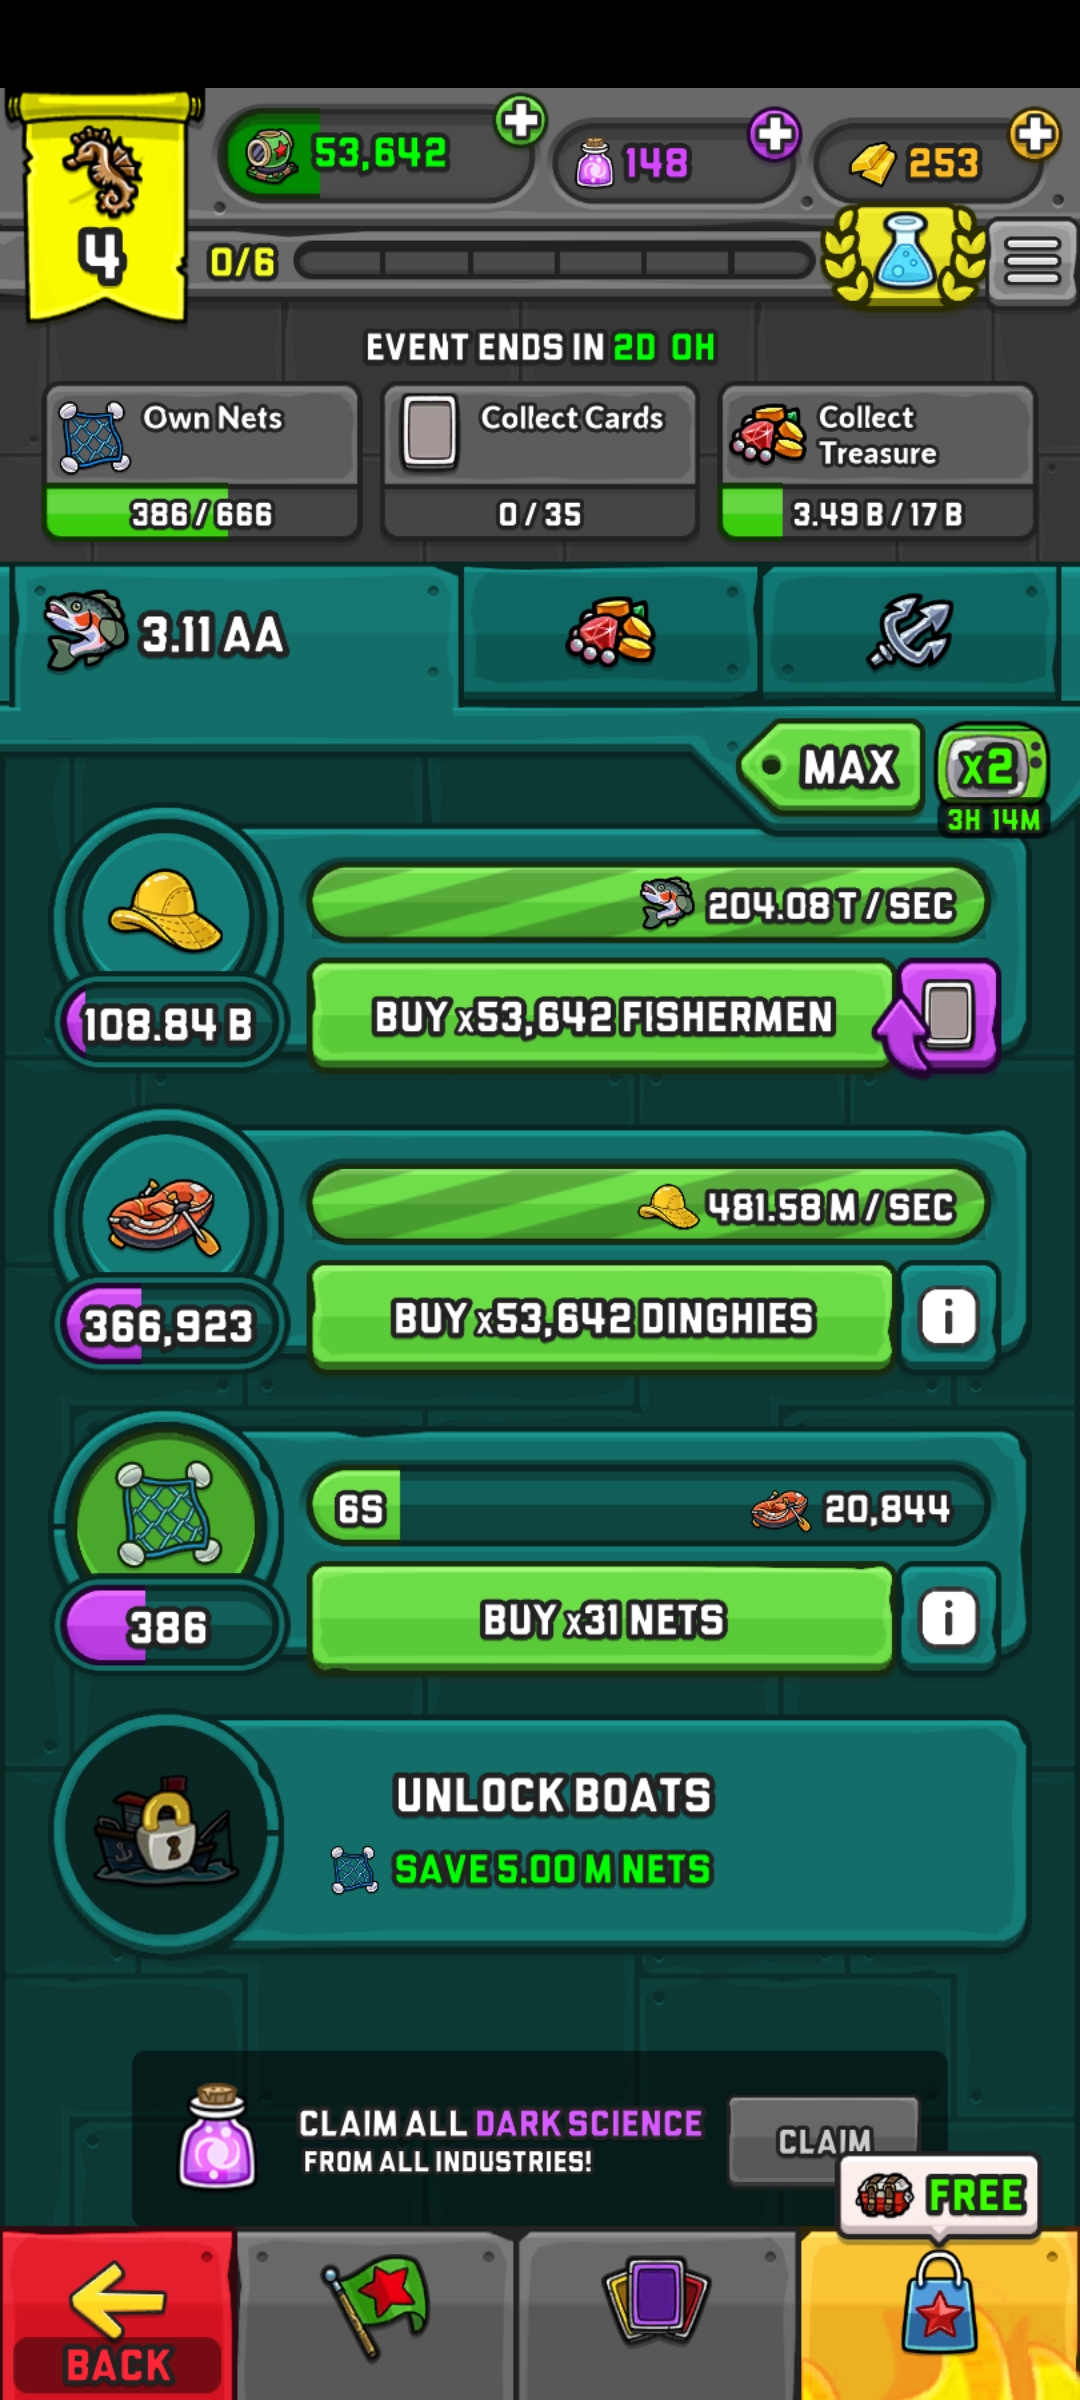 53,642
148
253
4
0/6
EVENT ENDS IN 2D 0H
Own Nets
386/666
Collect Cards
0/35
Collect
Treasure
3.49 B/17 B
3.11 AA
MAX
x2
3H 14M
204.08 T/SEC
108.84 B
BUY x53,642 FISHERMEN
481.58 M/SEC
366,923
BUY x53,642 DINGHIES
i
6S
20,844
386
BUY x31 NETS
i
UNLOCK BOATS
SAVE 5.00 M NETS
CLAIM ALL DARK SCIENCE
FROM ALL INDUSTRIES!
CLAIM
FREE
BACK